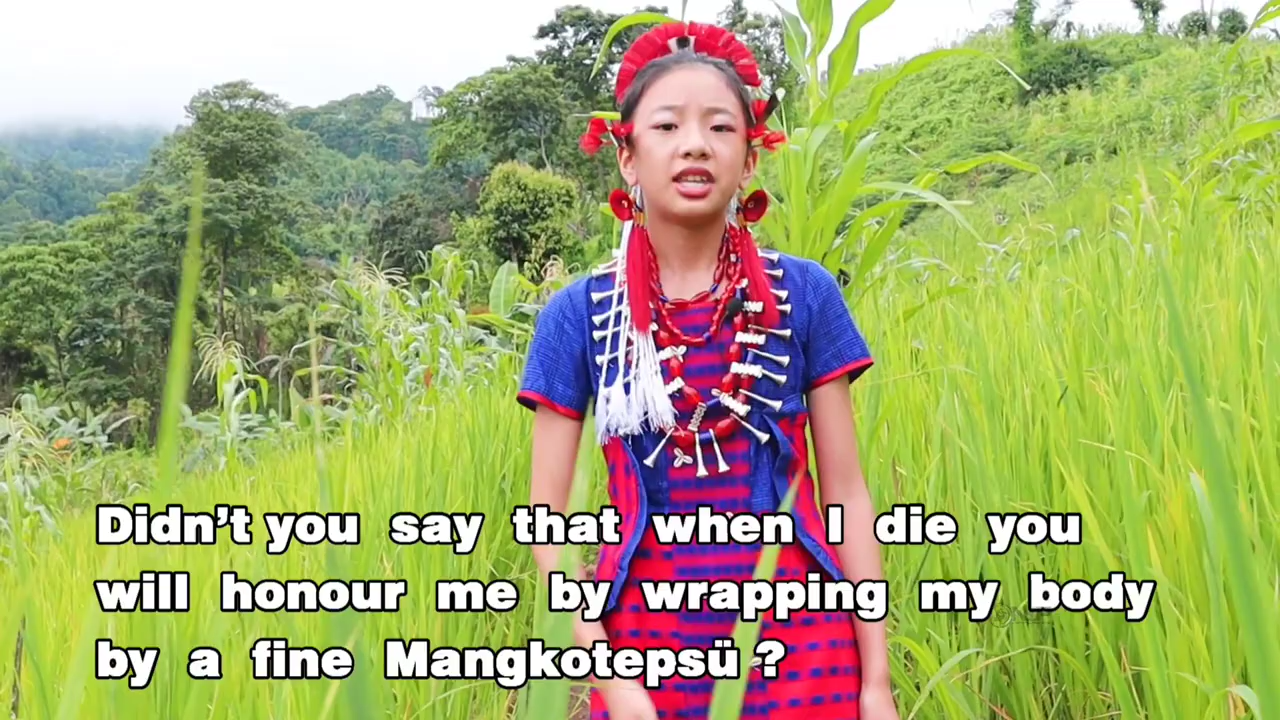 Didn’t you say that when I die you
will honour me by wrapping my body
by a fine Mangkotepsü ?